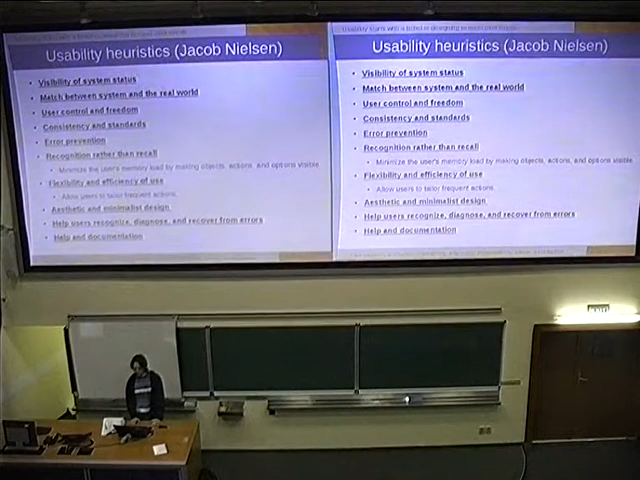 Usability heuristics (Jacob Nielsen)
Visibility of system status
Match between system and the real world
User control and freedom
Consistency and standards
Error prevention
Recognition rather than recall
Minimize the user's memory load by making objects, actions, and options visible
Flexibility and efficiency of use
Allow users to tailor frequent actions.
Aesthetic and minimalist design
Help users recognize, diagnose, and recover from errors
Help and documentation
Usability heuristics (Jacob Nielsen)
Visibility of system status
Match between system and the real world
User control and freedom
Consistency and standards
Error prevention
Recognition rather than recall
Minimize the user's memory load by making objects, actions, and options visible
Flexibility and efficiency of use
Allow users to tailor frequent actions
Aesthetic and minimalist design
Help users recognize, diagnose, and recover from errors
Help and documentation